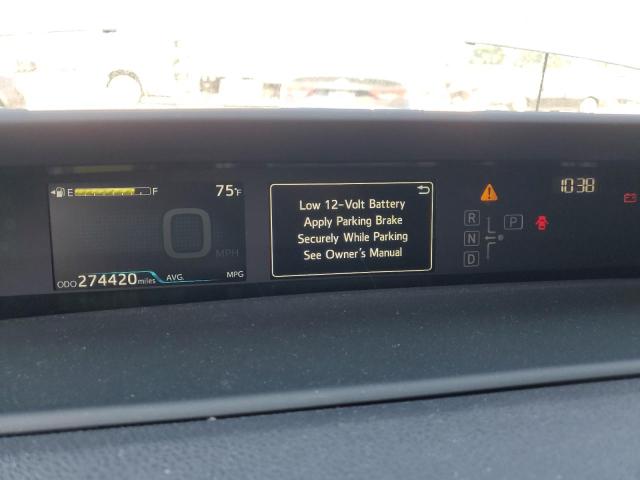 E F 75°F
0
MPH
ODO 274420 miles AVG. MPG
Low 12-Volt Battery
Apply Parking Brake
Securely While Parking
See Owner's Manual
10:38
R P
N
D